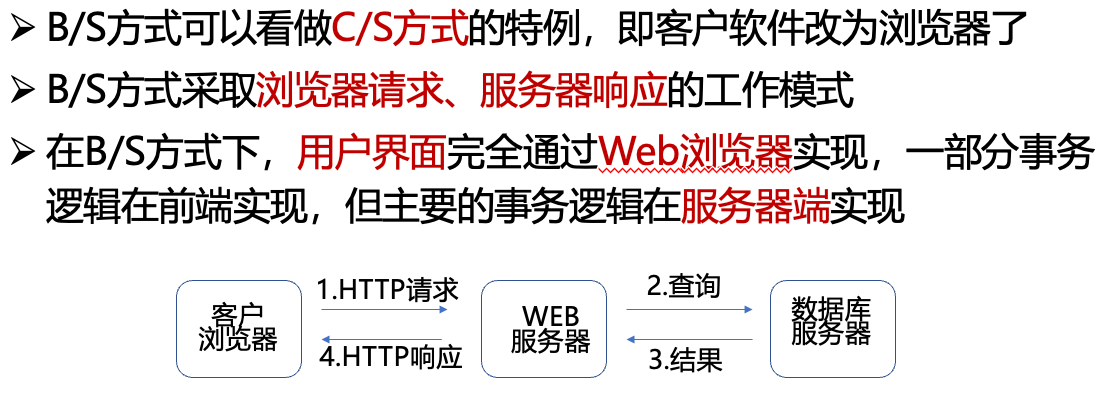 ➢ B/S方式可以看做C/S方式的特例，即客户软件改为浏览器了
➢ B/S方式采取浏览器请求、服务器响应的工作模式
➢ 在B/S方式下，用户界面完全通过Web浏览器实现，一部分事务
逻辑在前端实现，但主要的事务逻辑在服务器端实现
客户
浏览器
1.HTTP请求
4.HTTP响应
WEB
服务器
2.查询
3.结果
数据库
服务器